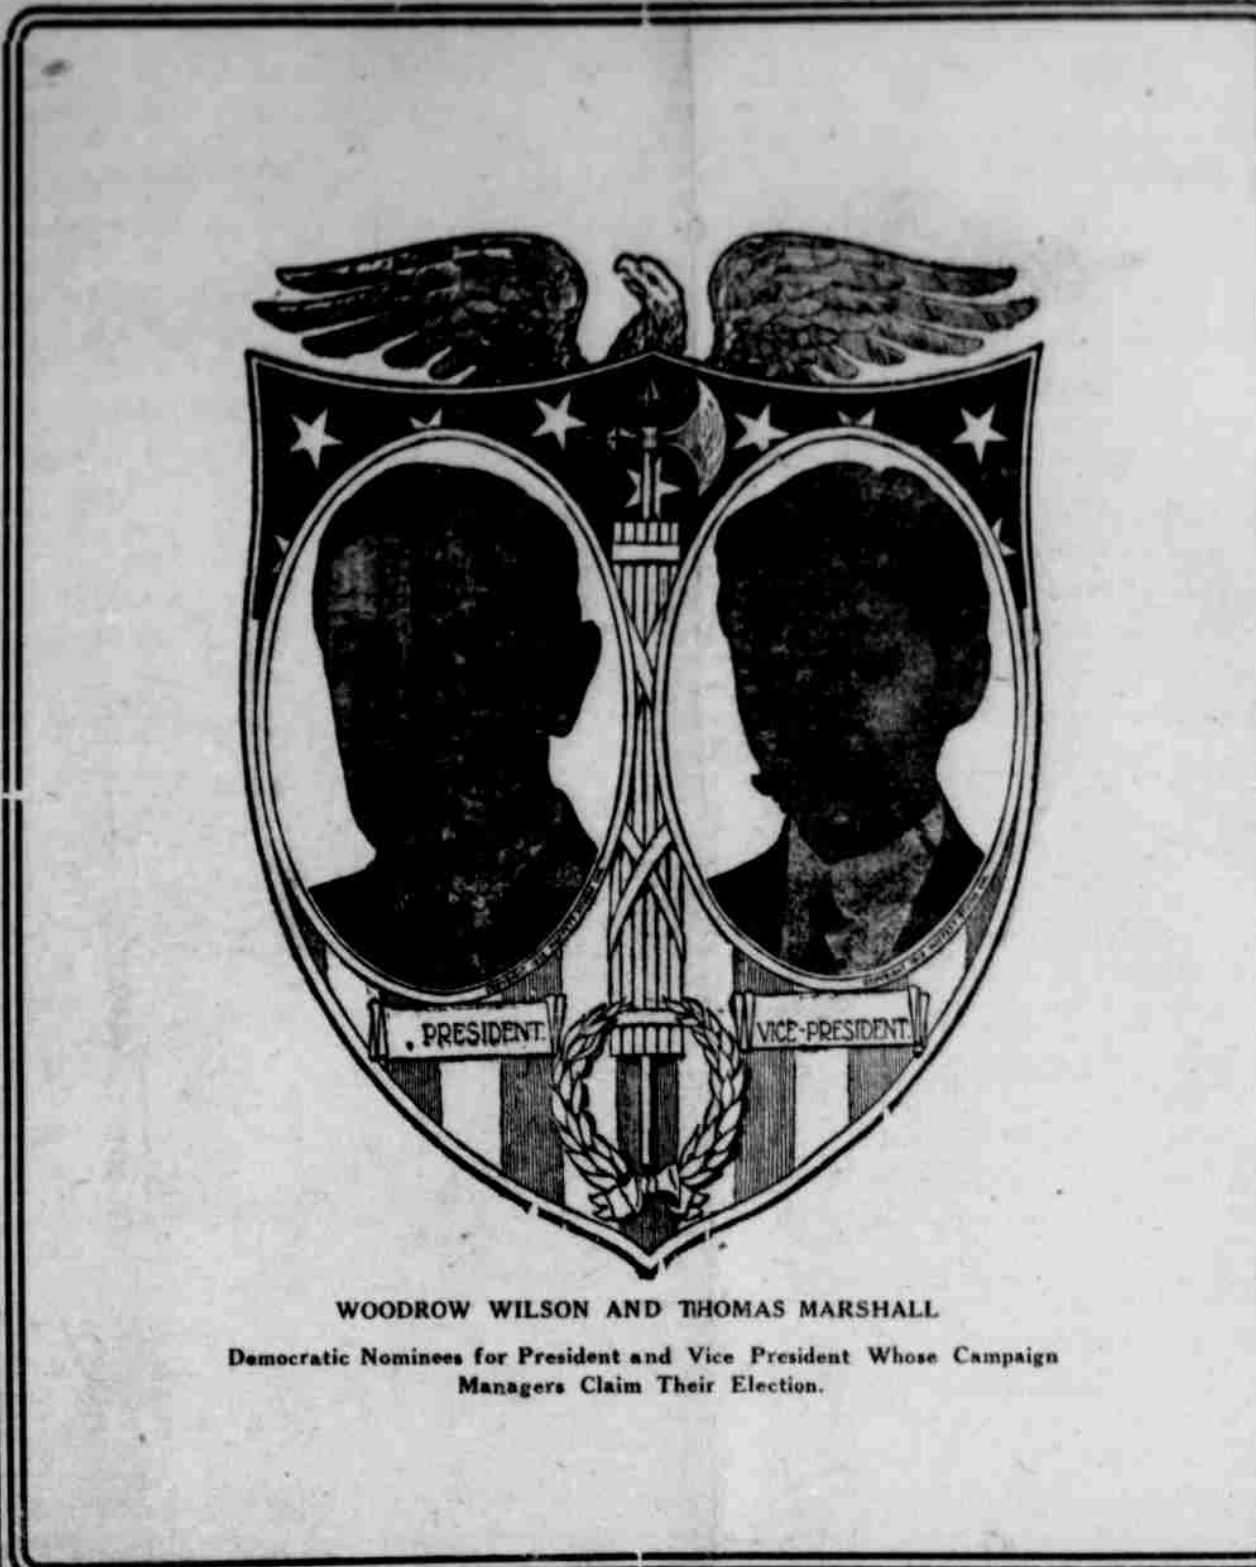 . PRESIDENT.
VICE-PRESIDENT.
WOODROW WILSON AND THOMAS MARSHALL
Democratic Nominees for President and Vice President Whose Campaign
Managers Claim Their Election.